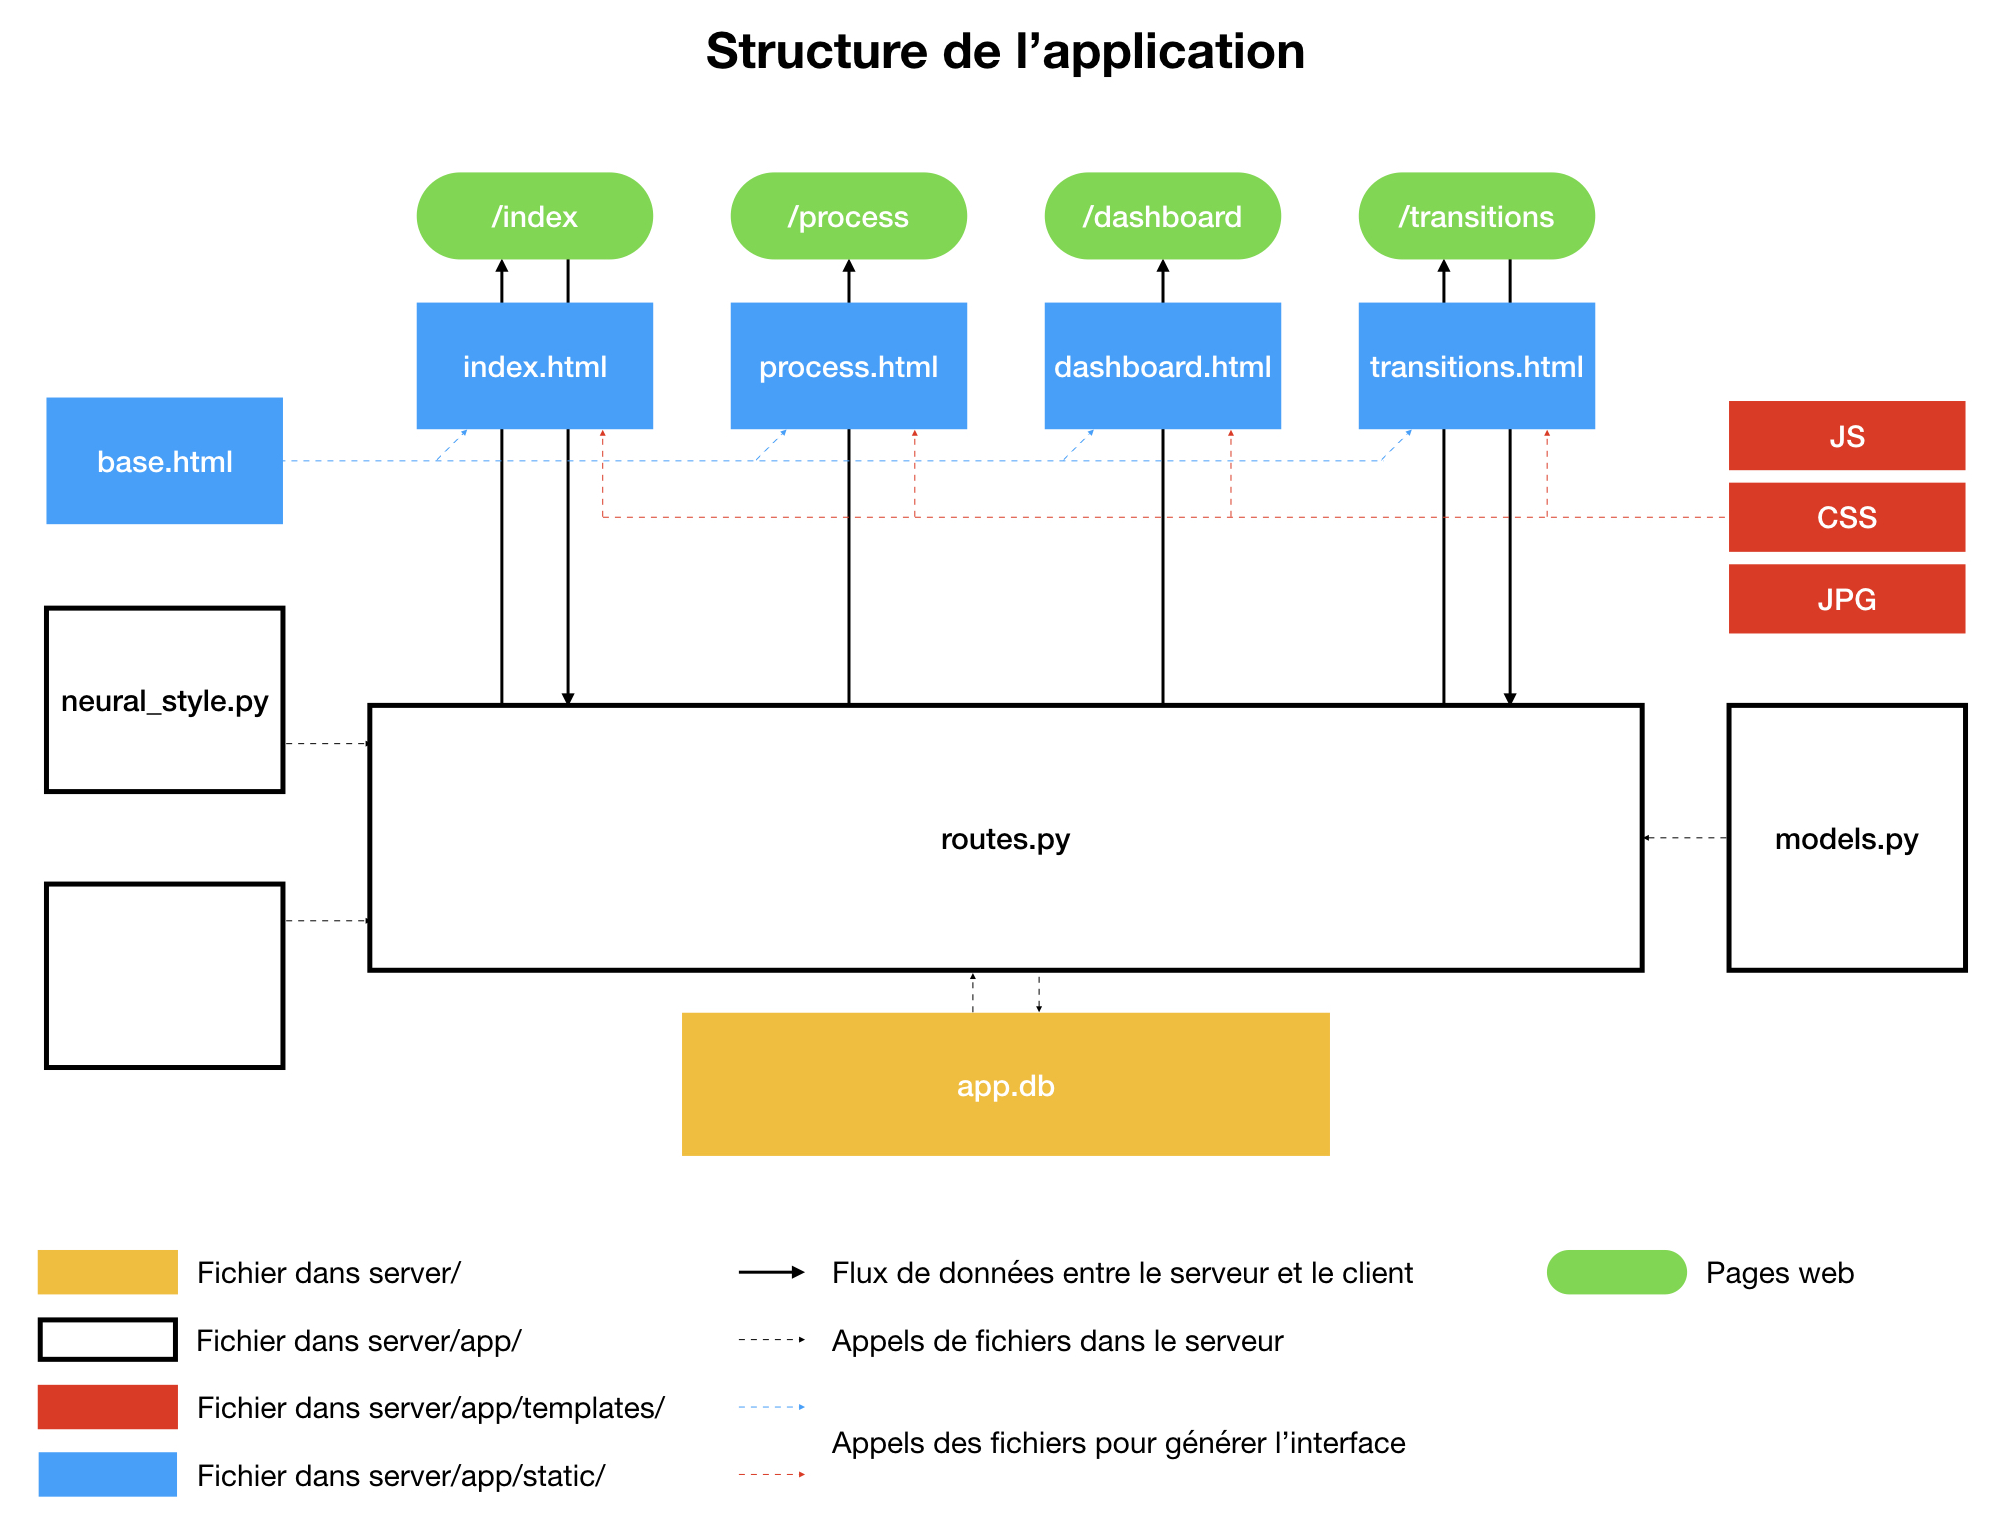 Structure de l’application
/index
/process
/dashboard
/transitions
index.html
process.html
dashboard.html
transitions.html
base.html
JS
CSS
JPG
neural_style.py
routes.py
models.py
app.db
Fichier dans server/
Fichier dans server/app/
Fichier dans server/app/templates/
Fichier dans server/app/static/
Flux de données entre le serveur et le client
Appels de fichiers dans le serveur
Appels des fichiers pour générer l’interface
Pages web